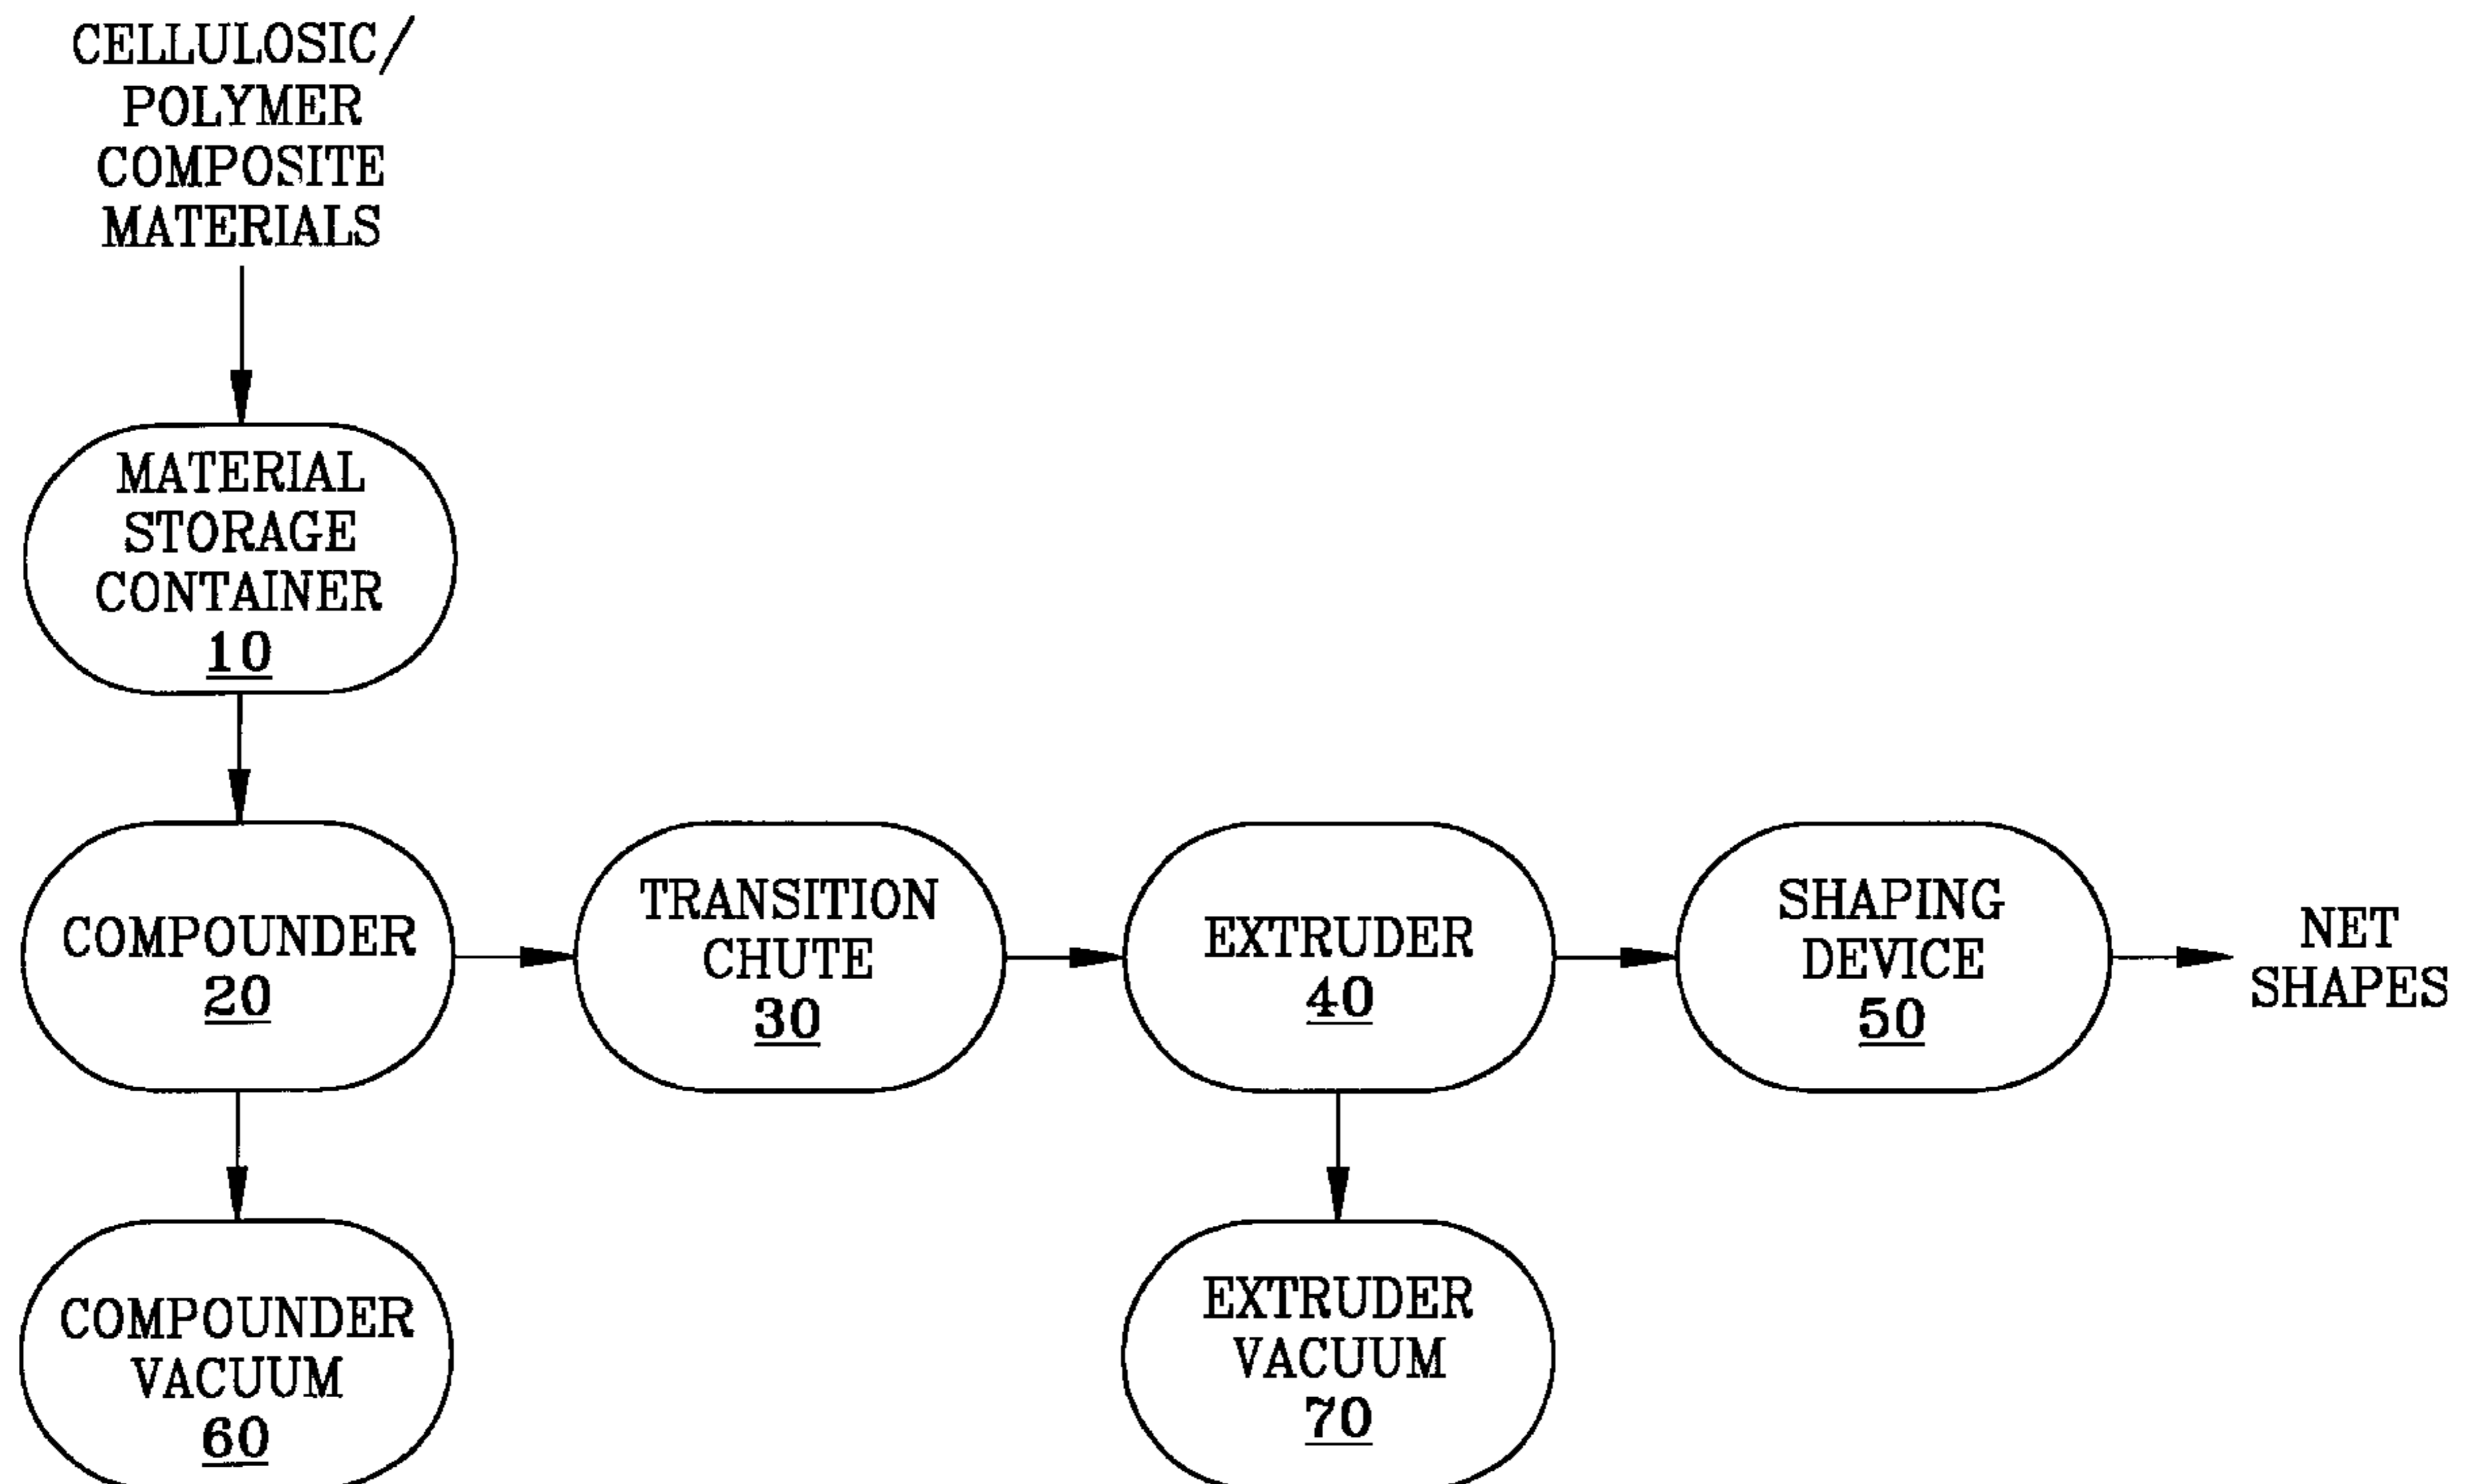 CELLULOSIC/
POLYMER
COMPOSITE
MATERIALS
MATERIAL
STORAGE
CONTAINER
10
COMPOUNDER
20
TRANSITION
CHUTE
30
EXTRUDER
40
SHAPING
DEVICE
50
NET
SHAPES
COMPOUNDER
VACUUM
60
EXTRUDER
VACUUM
70